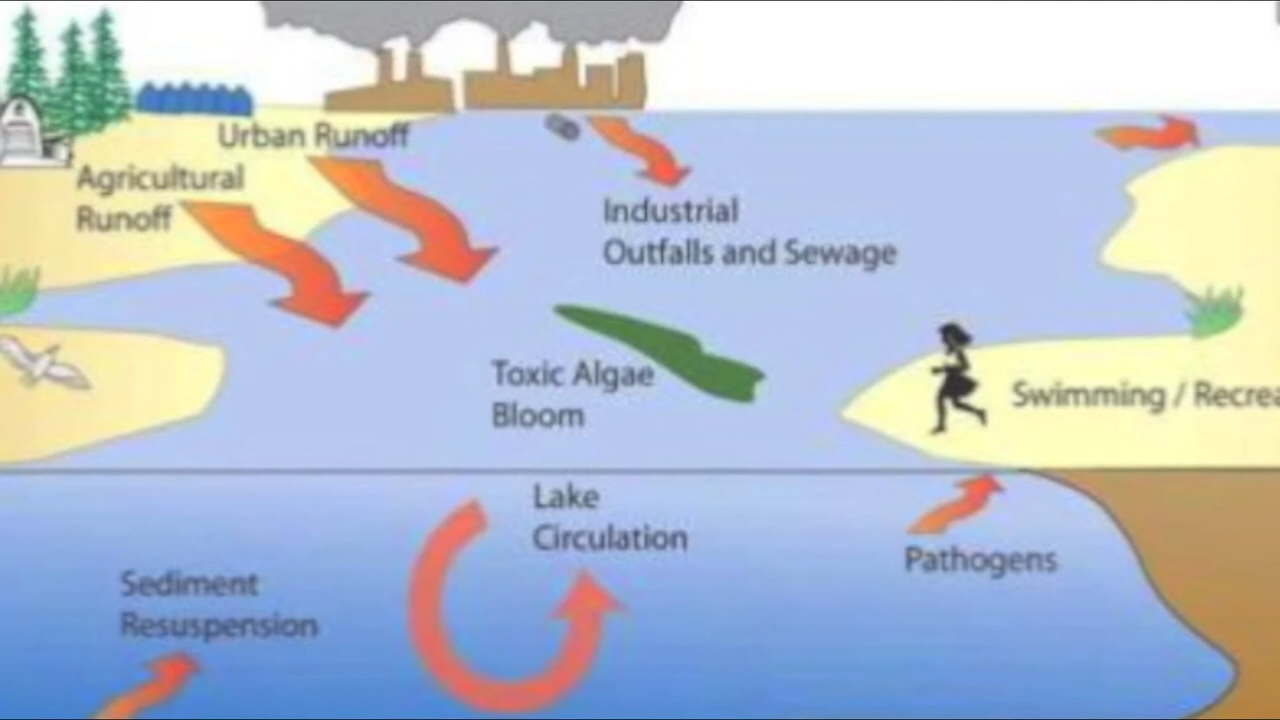 Urban Runoff
Agricultural
Runoff
Industrial
Outfalls and Sewage
Toxic Algae
Bloom
Swimming / Recrea
Lake
Circulation
Pathogens
Sediment
Resuspension